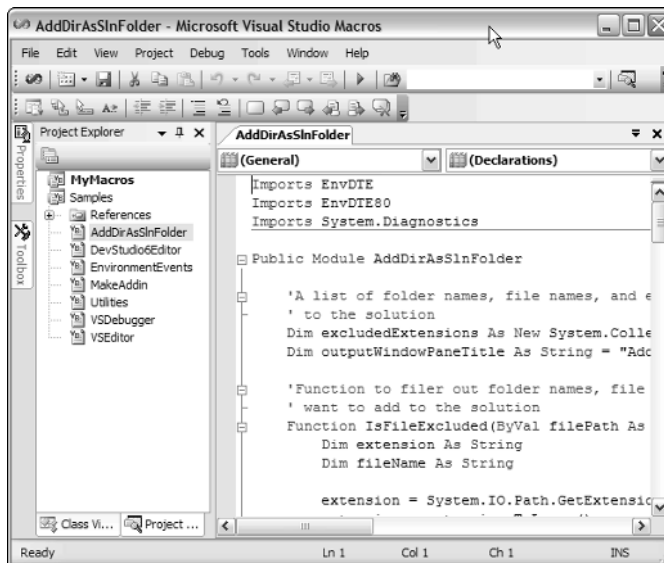 AddDirAsSlnFolder - Microsoft Visual Studio Macros
File Edit View Project Debug Tools Window Help
Properties
Toolbox
Project Explorer
MyMacros
Samples
References
AddDirAsSlnFolder
DevStudio6Editor
EnvironmentEvents
MakeAddin
Utilities
VSDebugger
VSEditor
Class Vi... Project ...
AddDirAsSlnFolder
(General) (Declarations)
Imports EnvDTE
Imports EnvDTE80
Imports System.Diagnostics
Public Module AddDirAsSlnFolder
'A list of folder names, file names, and e
' to the solution
Dim excludedExtensions As New System.Colle
Dim outputWindowPaneTitle As String = "Add
'Function to filer out folder names, file
' want to add to the solution
Function IsFileExcluded(ByVal filePath As
Dim extension As String
Dim fileName As String
extension = System.IO.Path.GetExtensio
Ready Ln 1 Col 1 Ch 1 INS